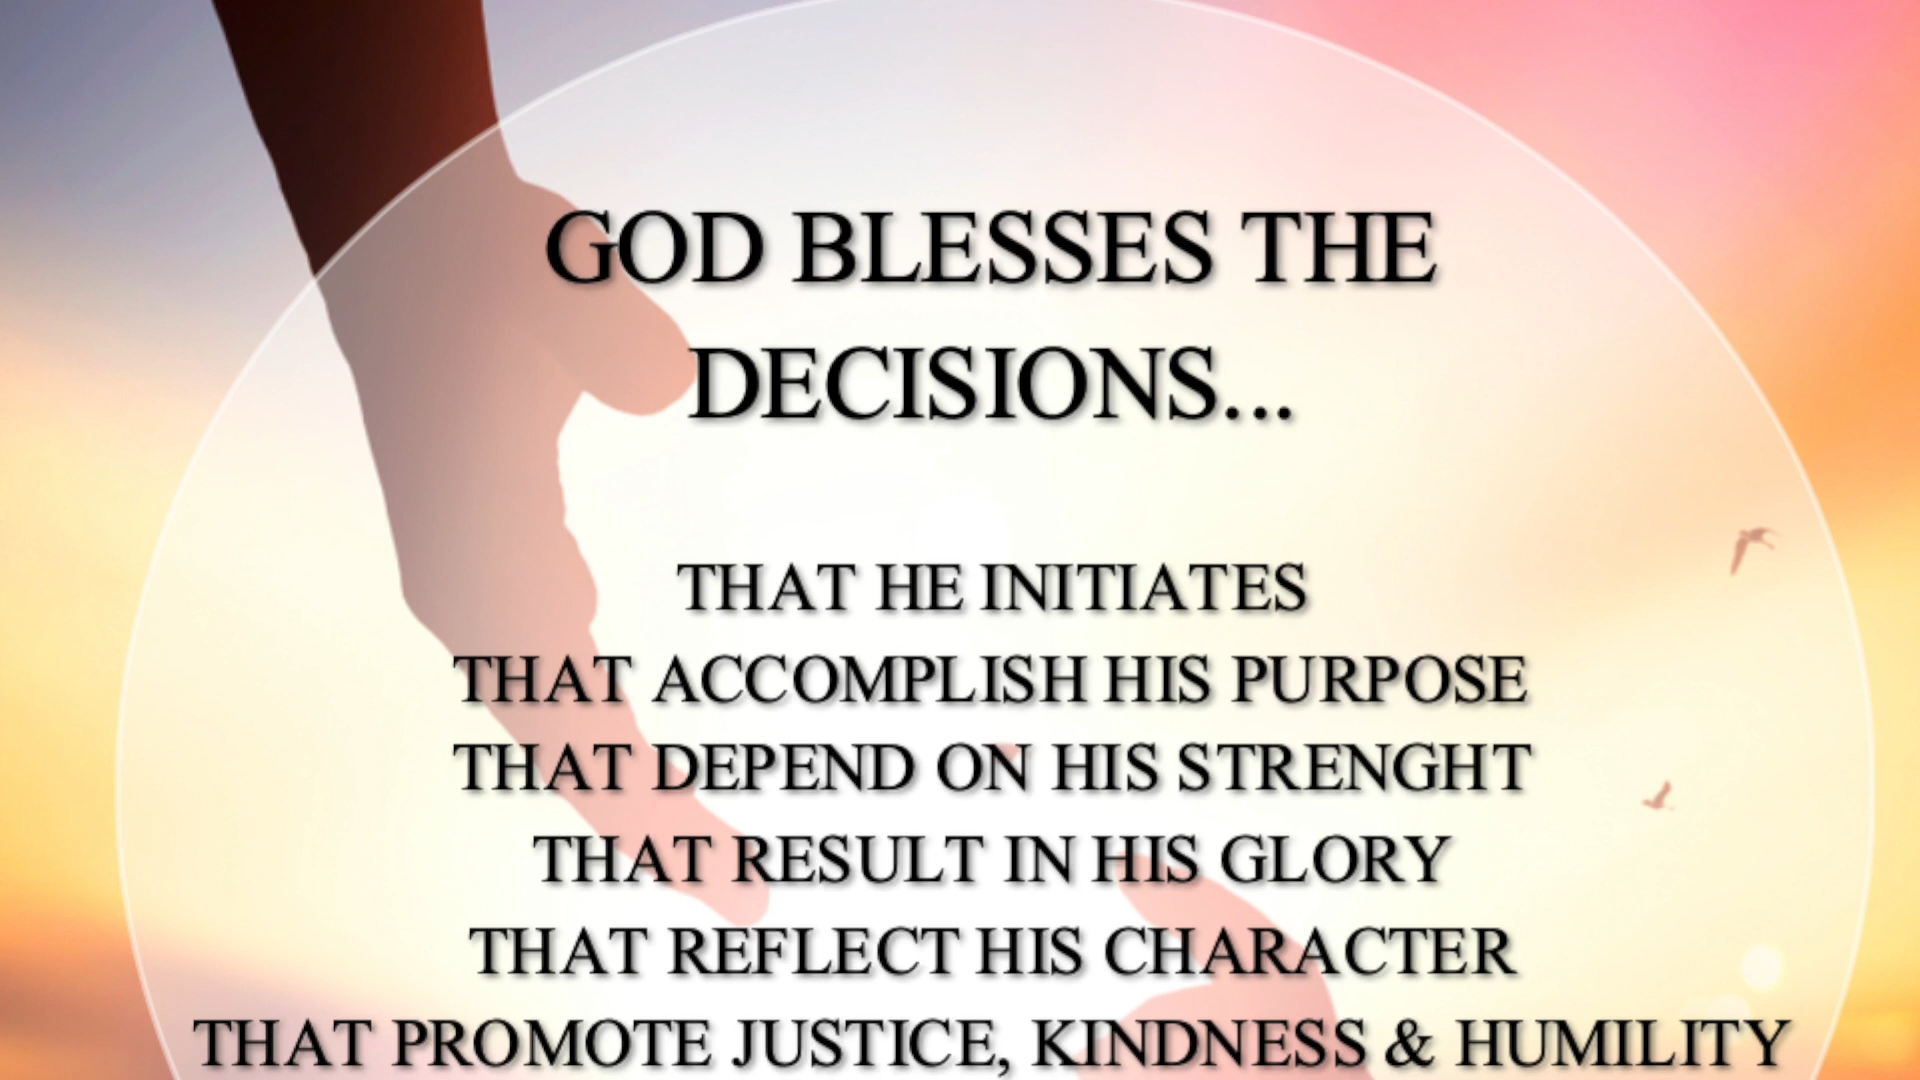 GOD BLESSES THE
DECISIONS...
THAT HE INITIATES
THAT ACCOMPLISH HIS PURPOSE
THAT DEPEND ON HIS STRENGHT
THAT RESULT IN HIS GLORY
THAT REFLECT HIS CHARACTER
THAT PROMOTE JUSTICE, KINDNESS & HUMILITY